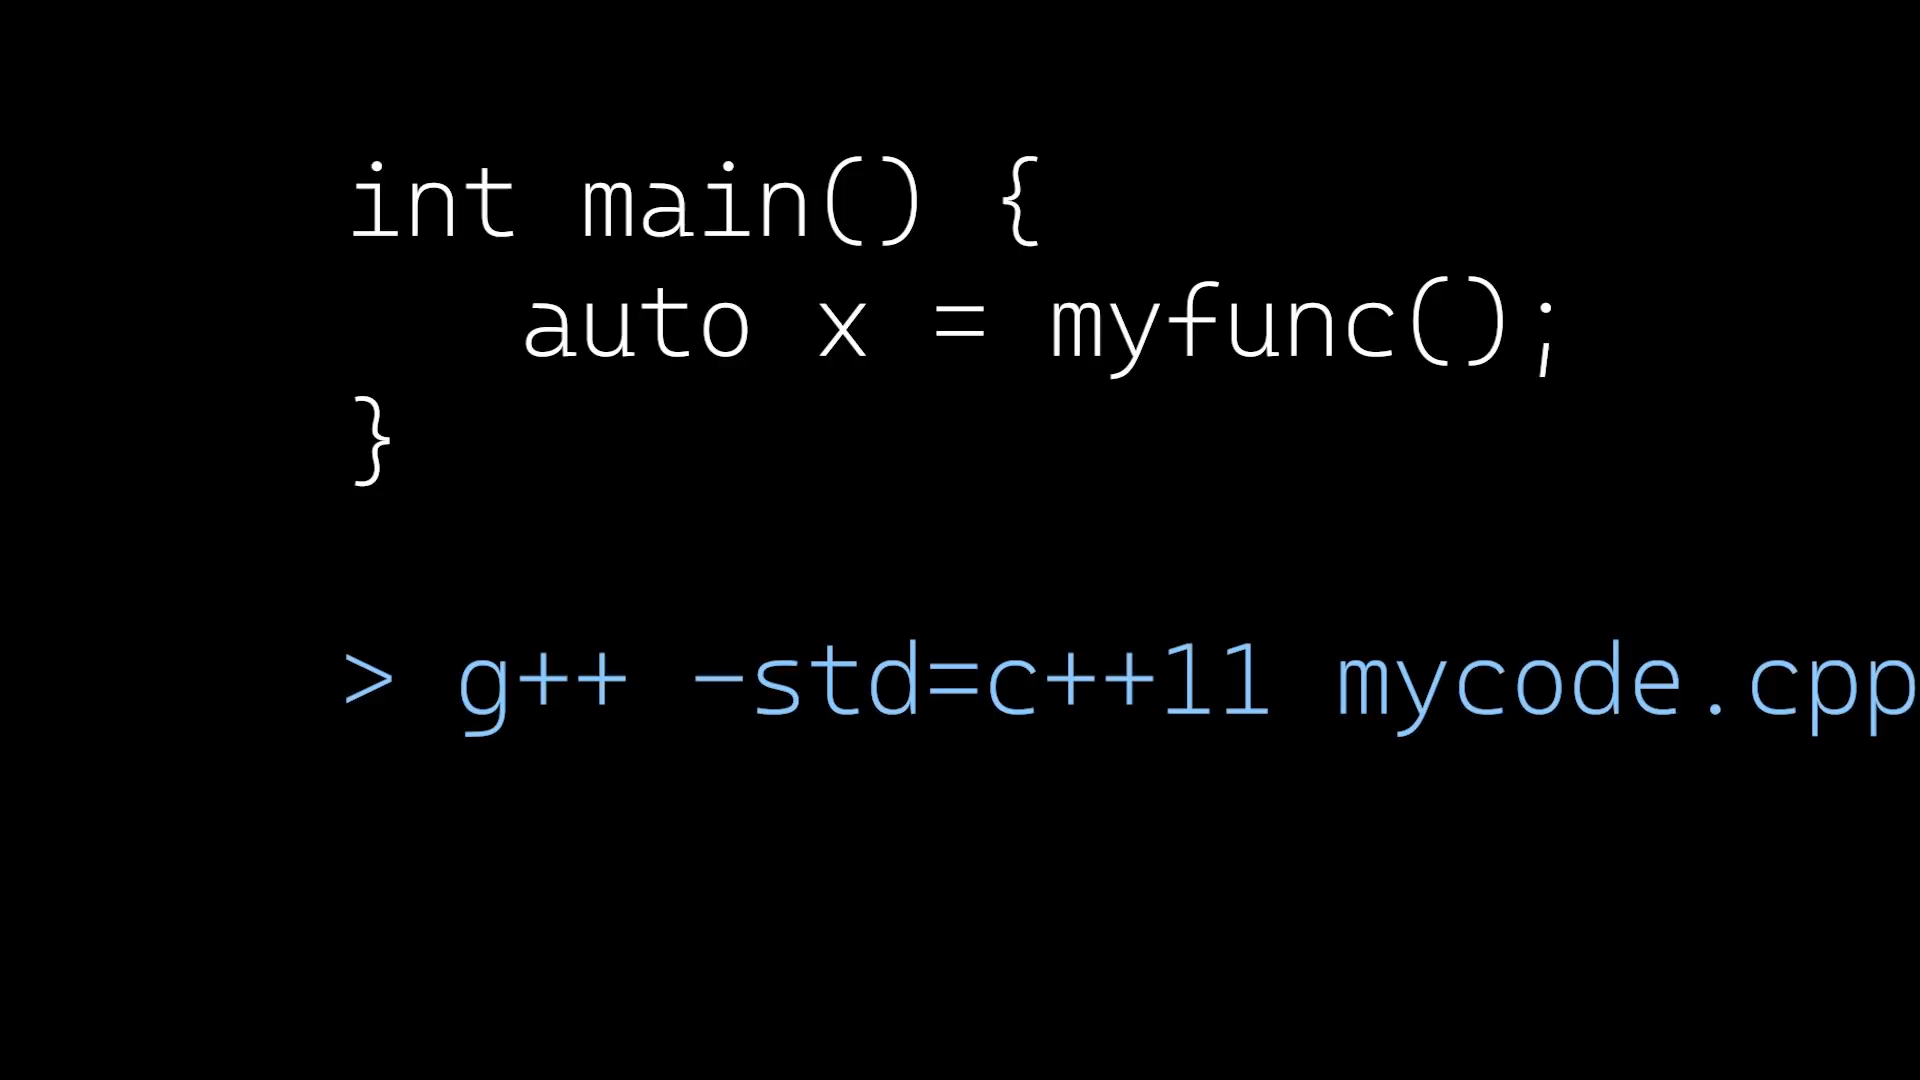 int main() {
   auto x = myfunc();
}
> g++ -std=c++11 mycode.cpp